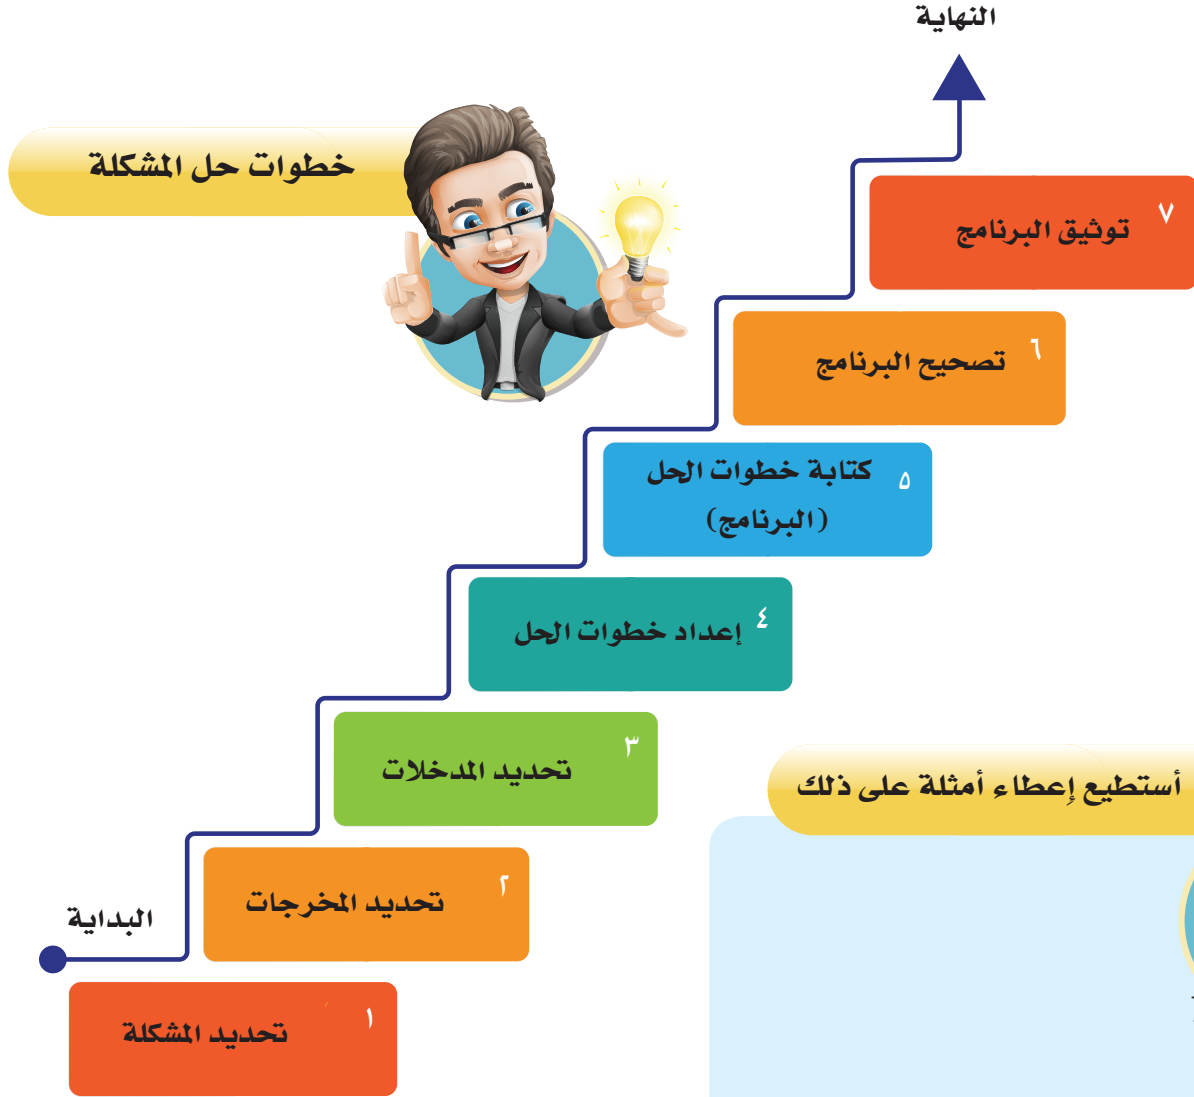 النهاية
خطوات حل المشكلة
٧
توثيق البرنامج
٦
تصحيح البرنامج
٥
كتابة خطوات الحل
(البرنامج)
٤
إعداد خطوات الحل
٣
تحديد المدخلات
أستطيع إعطاء أمثلة على ذلك
٢
تحديد المخرجات
البداية
١
تحديد المشكلة